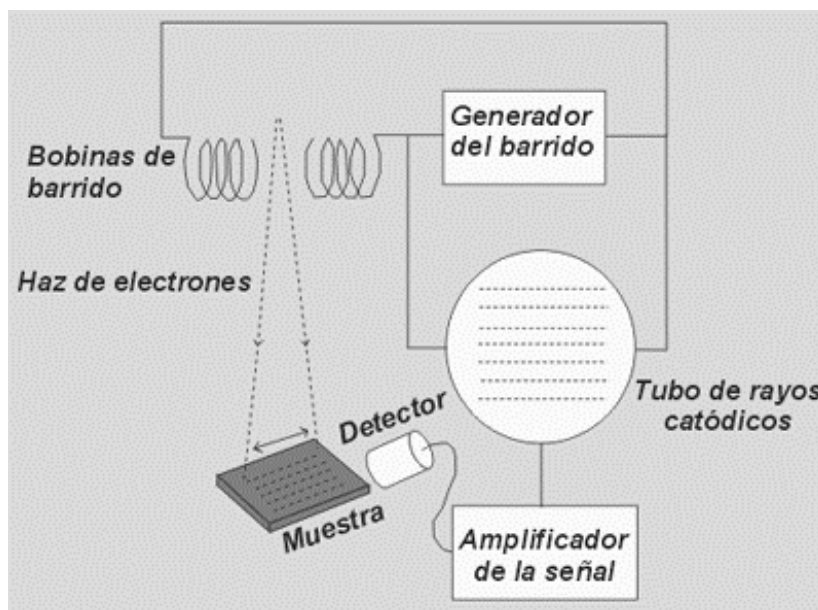 Generador
del barrido
Bobinas de
barrido
Haz de electrones
Tubo de rayos
catódicos
Detector
Muestra
Amplificador
de la señal